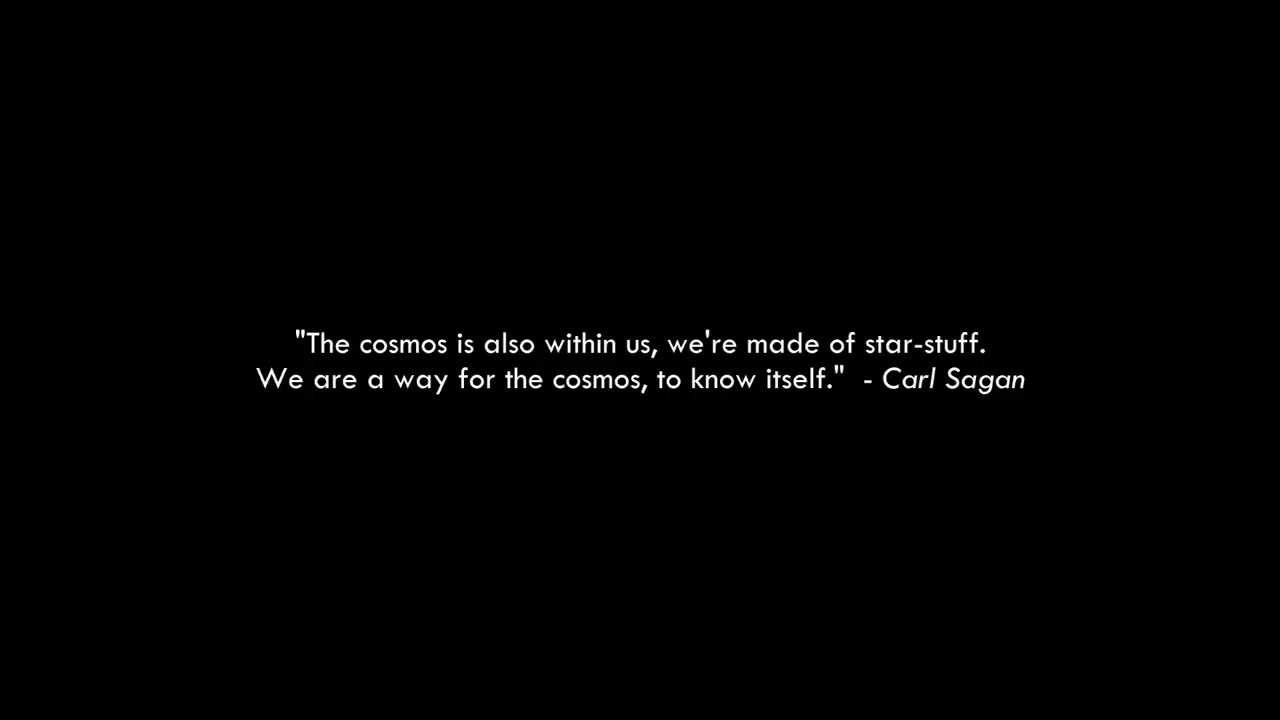 "The cosmos is also within us, we're made of star-stuff.
We are a way for the cosmos, to know itself."  - Carl Sagan